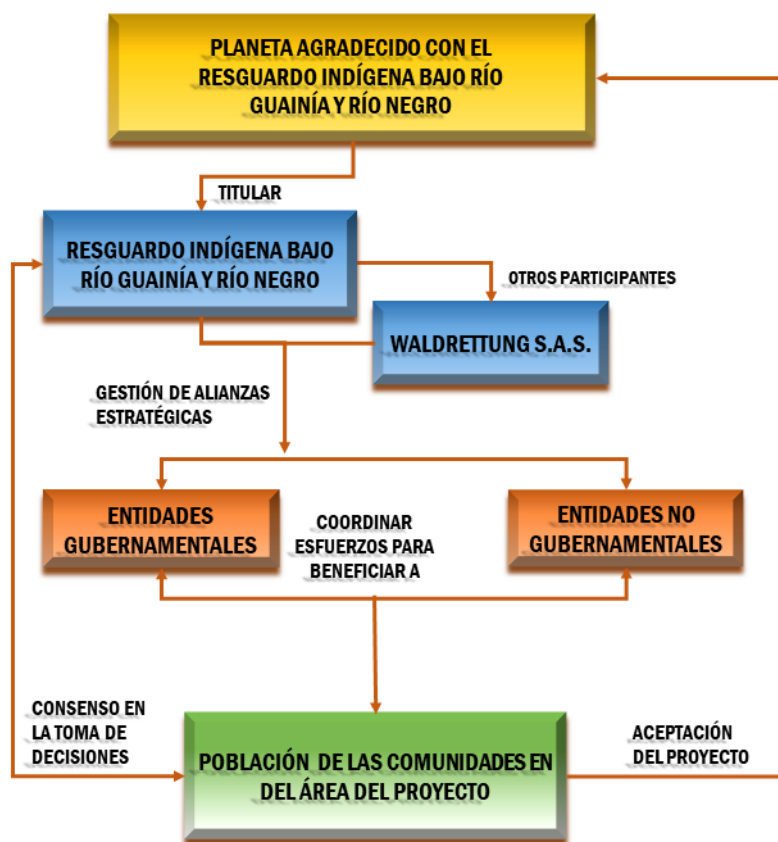 PLANETA AGRADECIDO CON EL
RESGUARDO INDÍGENA BAJO RÍO
GUAINÍA Y RÍO NEGRO
TITULAR
RESGUARDO INDÍGENA BAJO
RÍO GUAINÍA Y RÍO NEGRO
OTROS PARTICIPANTES
WALDRETTUNG S.A.S.
GESTIÓN DE ALIANZAS
ESTRATÉGICAS
ENTIDADES
GUBERNAMENTALES
COORDINAR
ESFUERZOS PARA
BENEFICIAR A
ENTIDADES NO
GUBERNAMENTALES
CONSENSO EN
LA TOMA DE
DECISIONES
POBLACIÓN DE LAS COMUNIDADES EN
DEL ÁREA DEL PROYECTO
ACEPTACIÓN
DEL PROYECTO